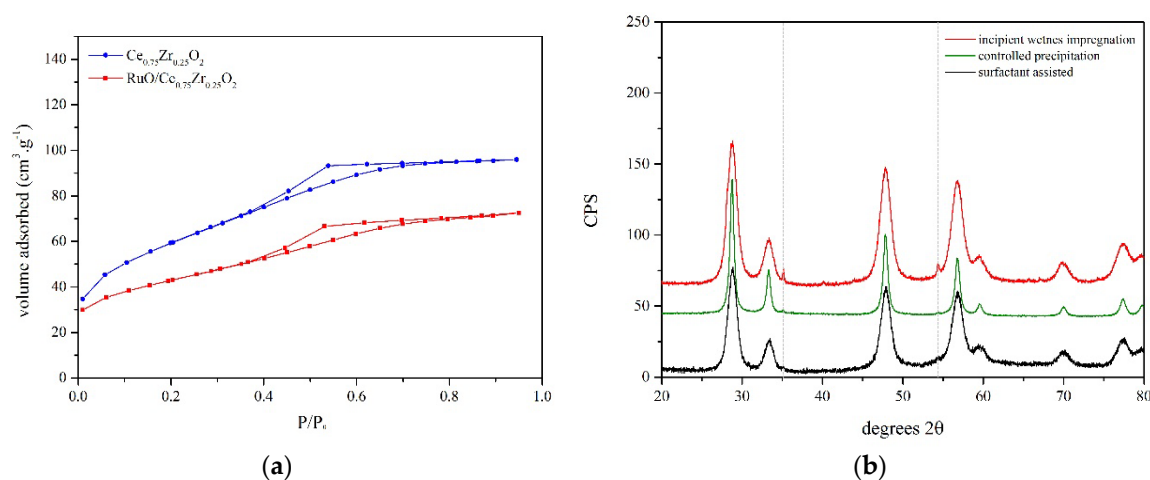 140
120
100
80
60
40
20
0
volume adsorbed (cm³·g⁻¹)
Ce₀.₇₅Zr₀.₂₅O₂
RuO/Ce₀.₇₅Zr₀.₂₅O₂
0.0 0.2 0.4 0.6 0.8 1.0
P/P₀
(a)
250
200
150
100
50
0
CPS
incipient wetnes impregnation
controlled precipitation
surfactant assisted
20 30 40 50 60 70 80
degrees 2θ
(b)